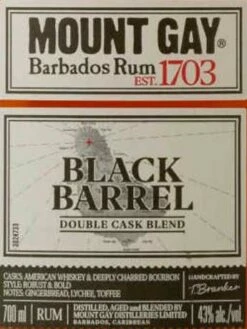 MOUNT GAY®
Barbados Rum
EST. 1703
BLACK
BARREL
DOUBLE CASK BLEND
CASKS: AMERICAN WHISKEY & DEEPLY CHARRED BOURBON
STYLE: ROBUST & BOLD
NOTES: GINGERBREAD, LYCHEE, TOFFEE
HANDCRAFTED BY
T. Branker
700 ml
RUM
DISTILLED, AGED and BLENDED BY
MOUNT GAY DISTILLERIES LIMITED
BARBADOS, CARIBBEAN
43% alc./vol.